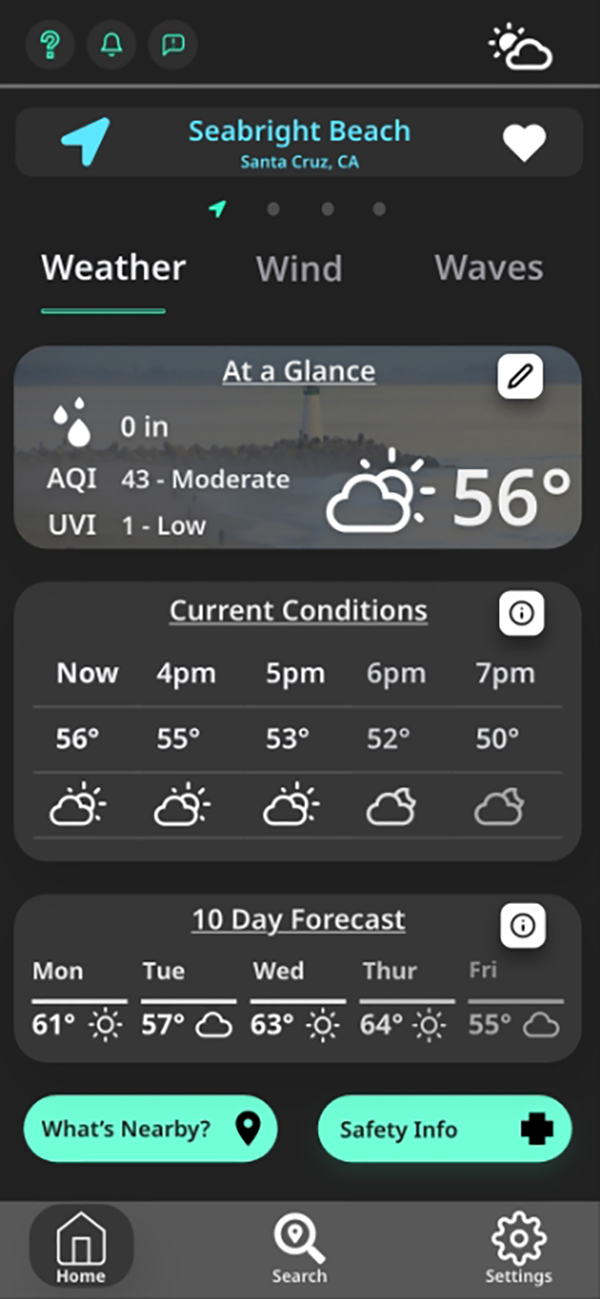 Seabright Beach
Santa Cruz, CA
Weather Wind Waves
At a Glance
0 in
AQI 43 - Moderate
UVI 1 - Low
56°
Current Conditions
Now 4pm 5pm 6pm 7pm
56° 55° 53° 52° 50°
10 Day Forecast
Mon Tue Wed Thur Fri
61° 57° 63° 64° 55°
What's Nearby? Safety Info
Home Search Settings